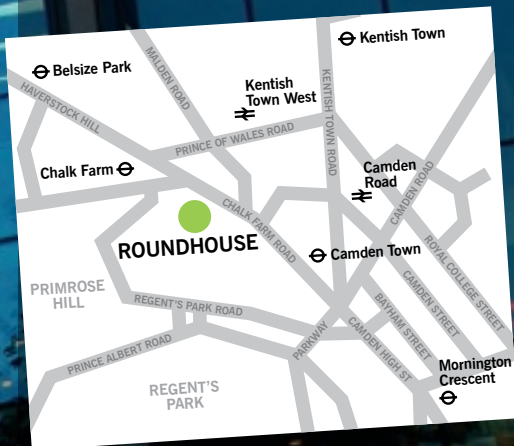 Kentish Town
Belsize Park
MALDEN ROAD
Kentish
Town West
KENTISH TOWN ROAD
HAVERSTOCK HILL
PRINCE OF WALES ROAD
Chalk Farm
Camden
Road
CAMDEN ROAD
CHALK FARM ROAD
ROUNDHOUSE
Camden Town
ROYAL COLLEGE STREET
PRIMROSE
HILL
REGENT'S PARK ROAD
CAMDEN STREET
BAYHAM STREET
PARKWAY
CAMDEN HIGH ST
PRINCE ALBERT ROAD
Mornington
Crescent
REGENT'S
PARK